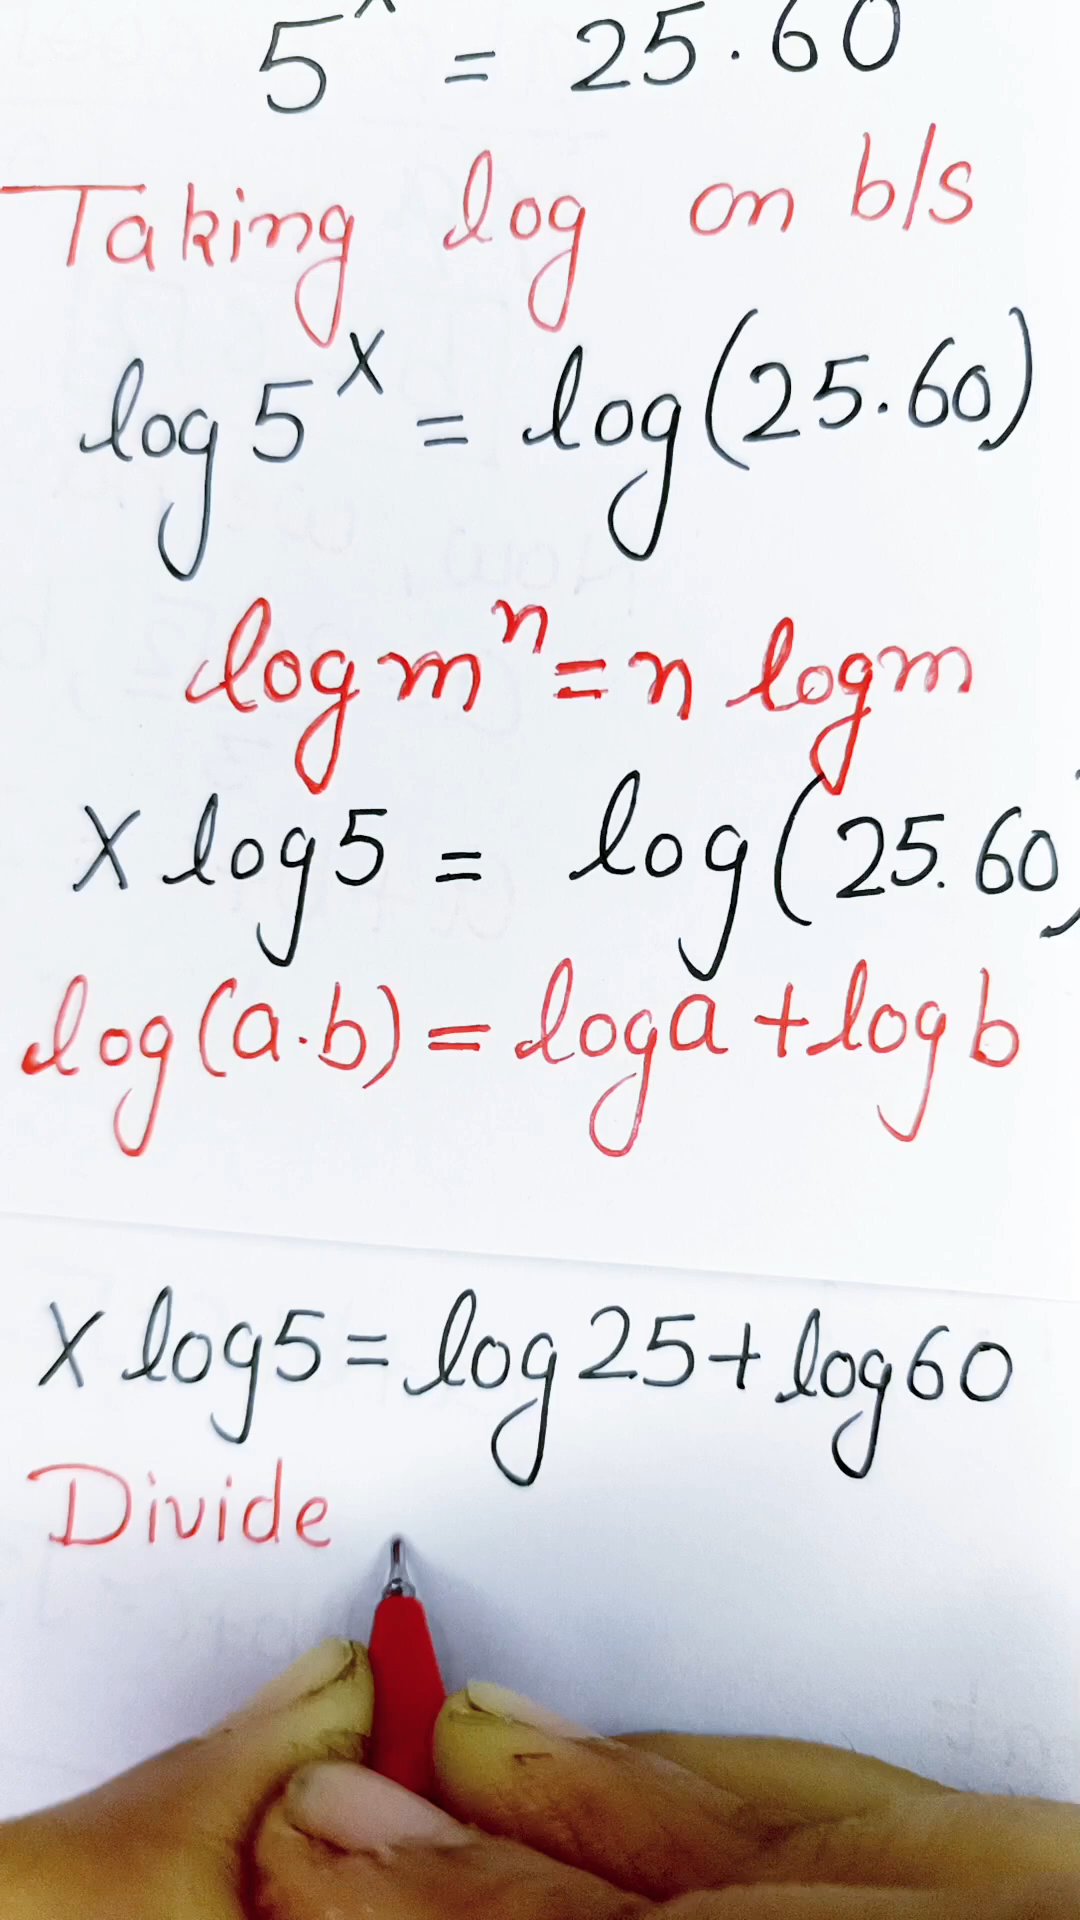 5^x = 25.60
Taking log on b/s
log 5^x = log(25.60)
log m^n = n log m
x log 5 = log(25.60)
log(a.b) = log a + log b
x log 5 = log 25 + log 60
Divide